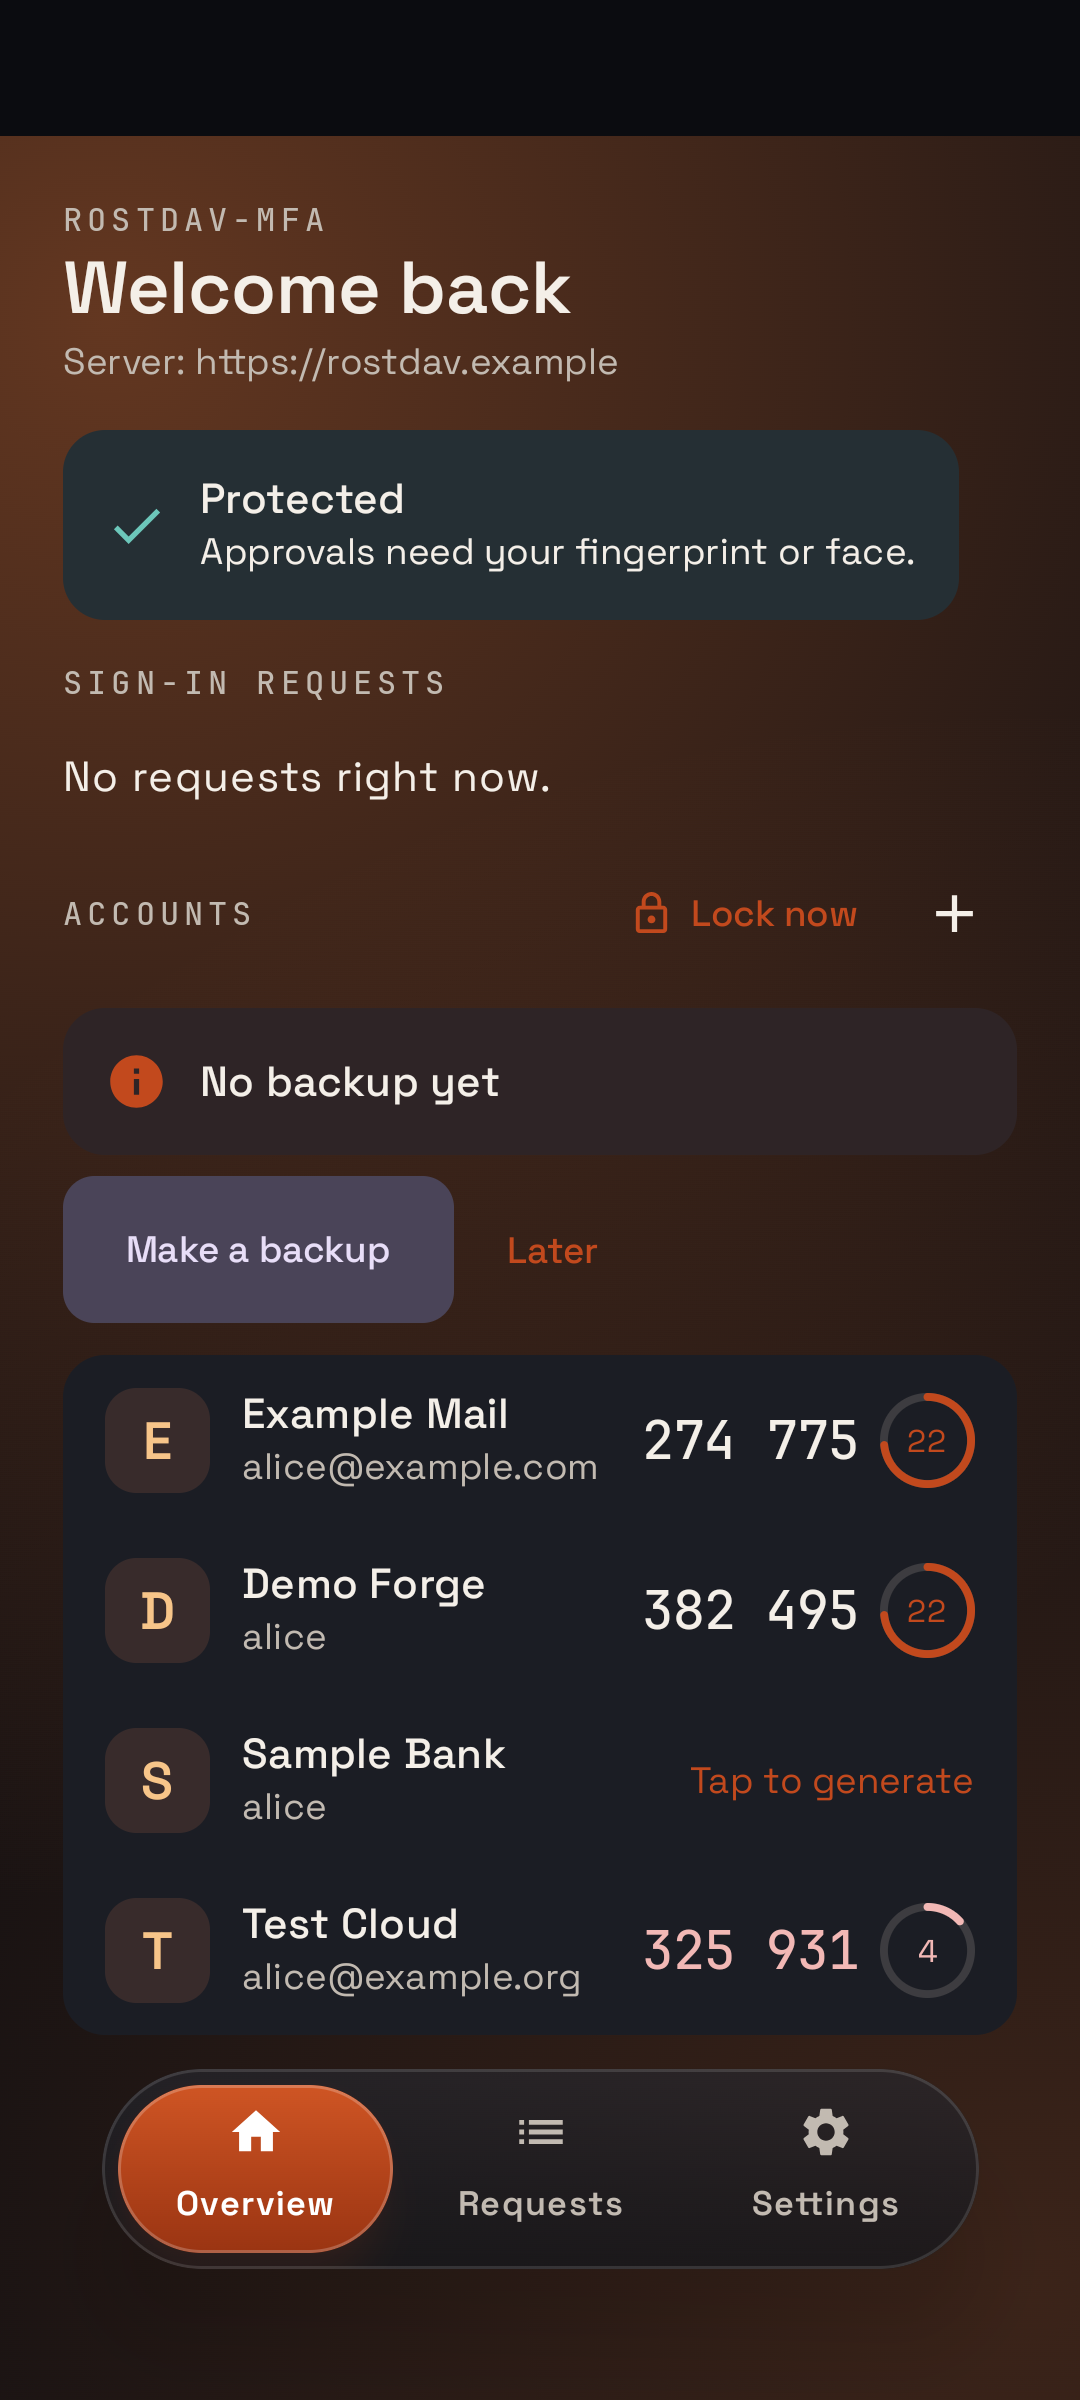 ROSTDAV-MFA
Welcome back
Server: https://rostdav.example
Protected
Approvals need your fingerprint or face.
SIGN-IN REQUESTS
No requests right now.
ACCOUNTS
Lock now
No backup yet
Make a backup
Later
E
Example Mail
alice@example.com
274 775
22
D
Demo Forge
alice
382 495
22
S
Sample Bank
alice
Tap to generate
T
Test Cloud
alice@example.org
325 931
4
Overview
Requests
Settings